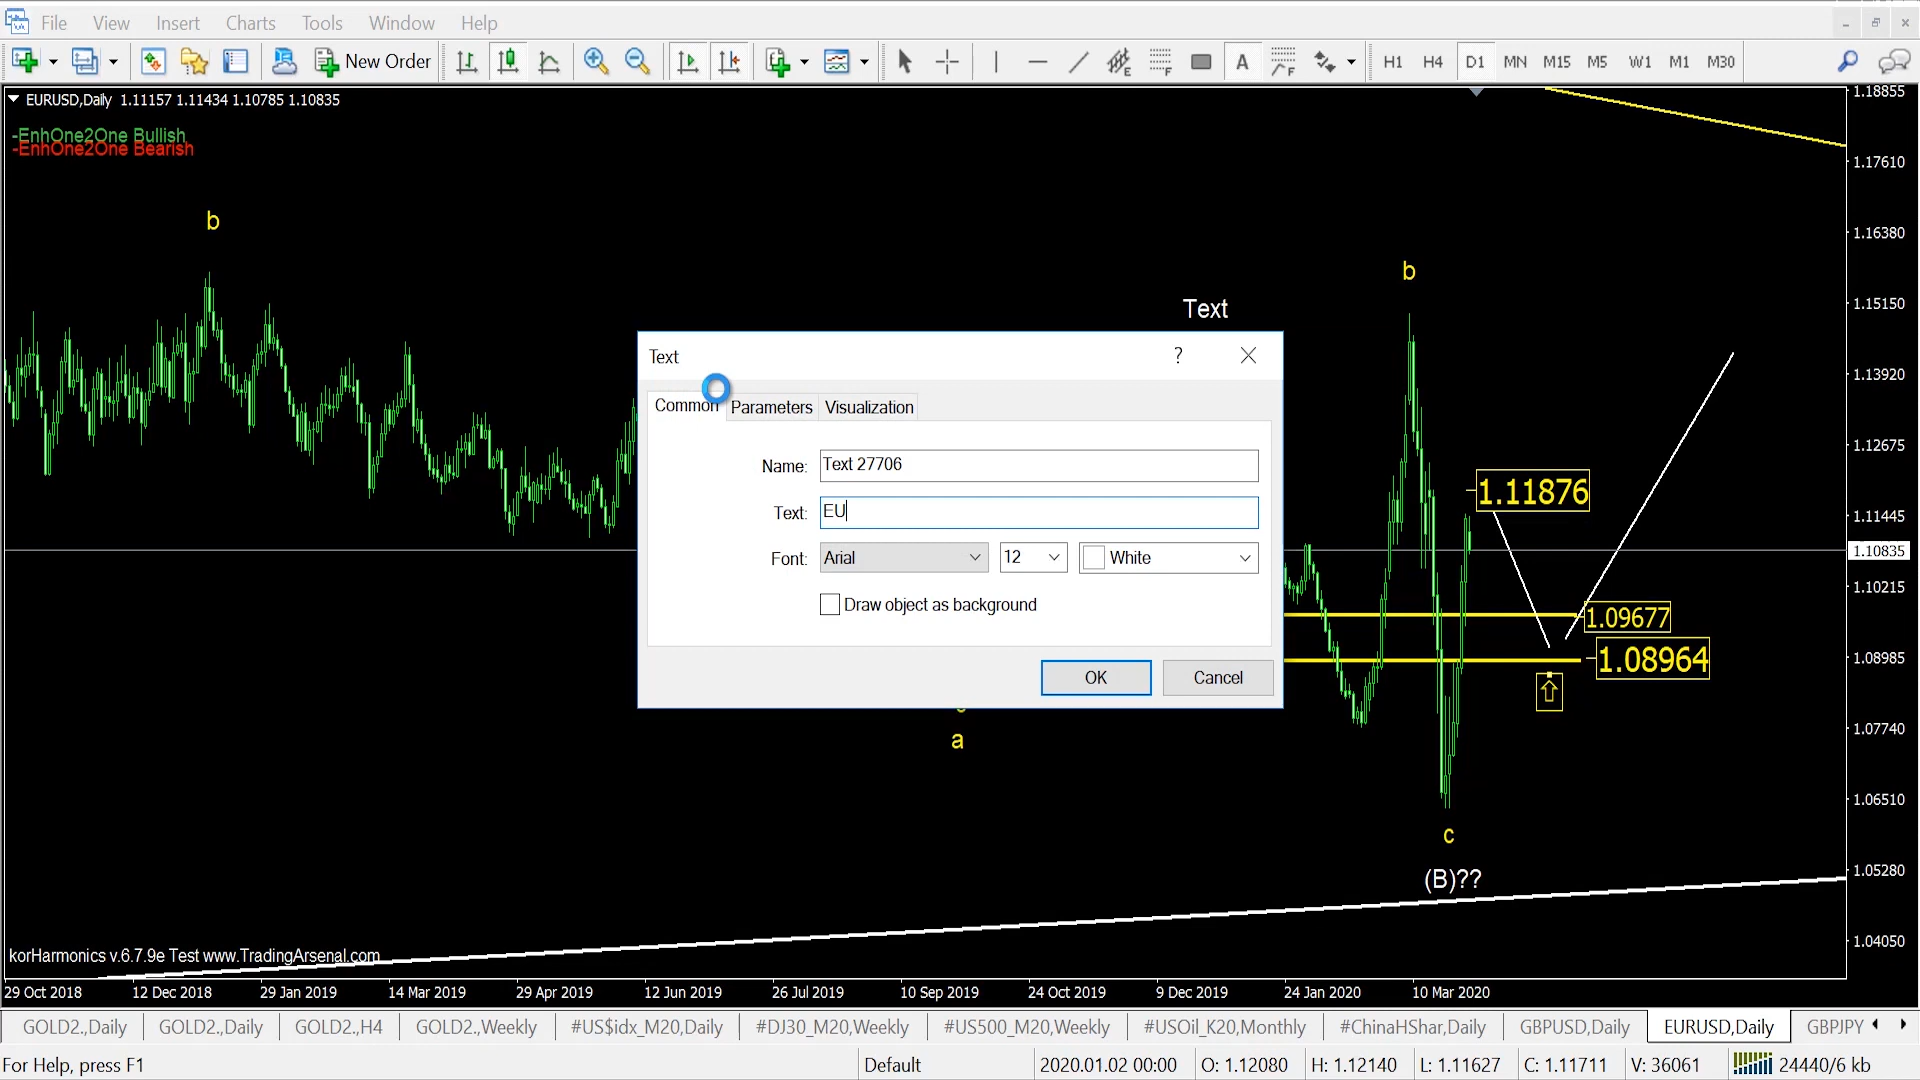 File View Insert Charts Tools Window Help
New Order
A
H1 H4 D1 MN M15 M5 W1 M1 M30
EURUSD,Daily 1.11157 1.11434 1.10785 1.10835
-EnhOne2One Bullish
-EnhOne2One Bearish
b
b
Text
Text
?
Common Parameters Visualization
Name: Text 27706
Text: EU
Font: Arial 12 White
Draw object as background
OK Cancel
a
c
(B)??
1.11876
1.09677
1.08964
1.18855
1.17610
1.16380
1.15150
1.13920
1.12675
1.11445
1.10835
1.10215
1.08985
1.07740
1.06510
1.05280
1.04050
korHarmonics v.6.7.9e Test www.TradingArsenal.com
29 Oct 2018 12 Dec 2018 29 Jan 2019 14 Mar 2019 29 Apr 2019 12 Jun 2019 26 Jul 2019 10 Sep 2019 24 Oct 2019 9 Dec 2019 24 Jan 2020 10 Mar 2020
GOLD2.,Daily GOLD2.,Daily GOLD2.,H4 GOLD2.,Weekly #US$idx_M20,Daily #DJ30_M20,Weekly #US500_M20,Weekly #USOil_K20,Monthly #ChinaHShar,Daily GBPUSD,Daily EURUSD,Daily GBPJPY
For Help, press F1 Default 2020.01.02 00:00 O: 1.12080 H: 1.12140 L: 1.11627 C: 1.11711 V: 36061 24440/6 kb